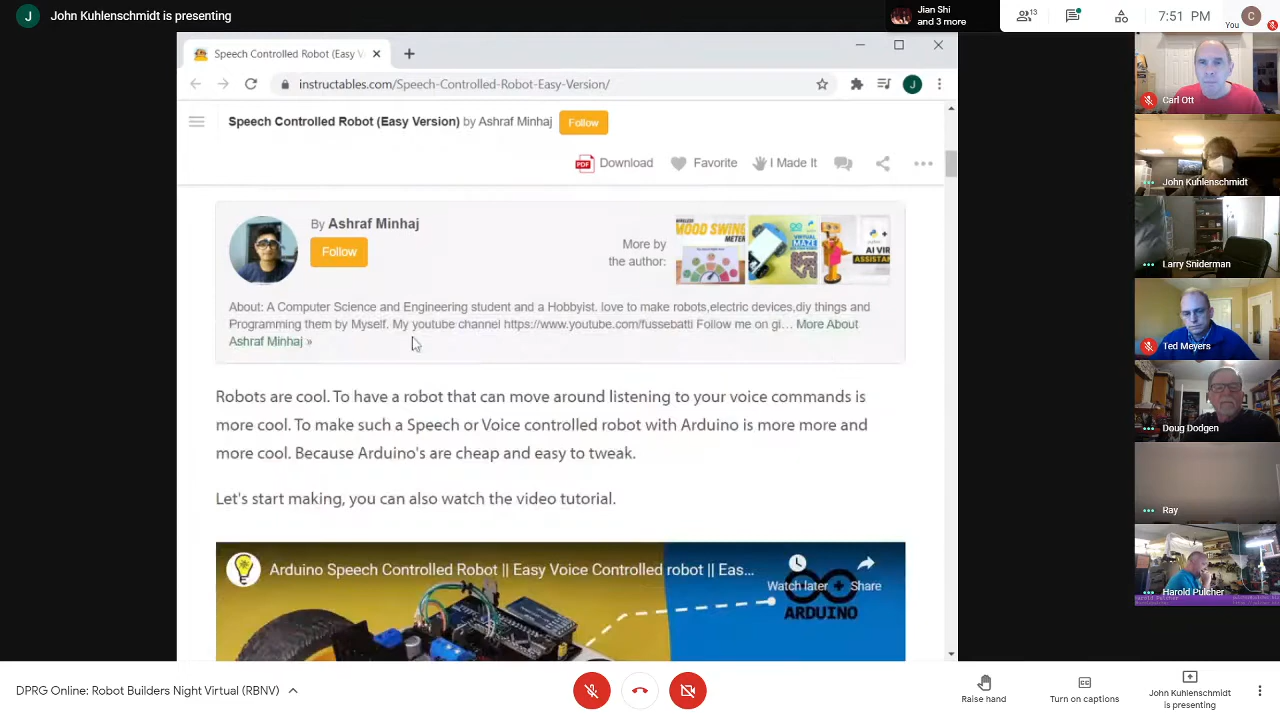 J John Kuhlenschmidt is presenting
Jian Shi
and 3 more
13
7:51 PM
You
C
Speech Controlled Robot (Easy V
instructables.com/Speech-Controlled-Robot-Easy-Version/
J
Speech Controlled Robot (Easy Version) by Ashraf Minhaj Follow
PDF Download Favorite I Made It
By Ashraf Minhaj
Follow
More by
the author:
MOOD SWING
METER
VIRTUAL
MAZE
python
AI VIR
ASSISTAN
About: A Computer Science and Engineering student and a Hobbyist. love to make robots,electric devices,diy things and
Programming them by Myself. My youtube channel https://www.youtube.com/fussebatti Follow me on gi... More About
Ashraf Minhaj »
Robots are cool. To have a robot that can move around listening to your voice commands is
more cool. To make such a Speech or Voice controlled robot with Arduino is more more and
more cool. Because Arduino's are cheap and easy to tweak.
Let's start making, you can also watch the video tutorial.
Arduino Speech Controlled Robot || Easy Voice Controlled robot || Eas...
Watch later Share
ARDUINO
Carl Ott
John Kuhlenschmidt
Larry Sniderman
Ted Meyers
Doug Dodgen
Ray
Harold Pulcher
DPRG Online: Robot Builders Night Virtual (RBNV)
Raise hand
Turn on captions
John Kuhlenschmidt
is presenting